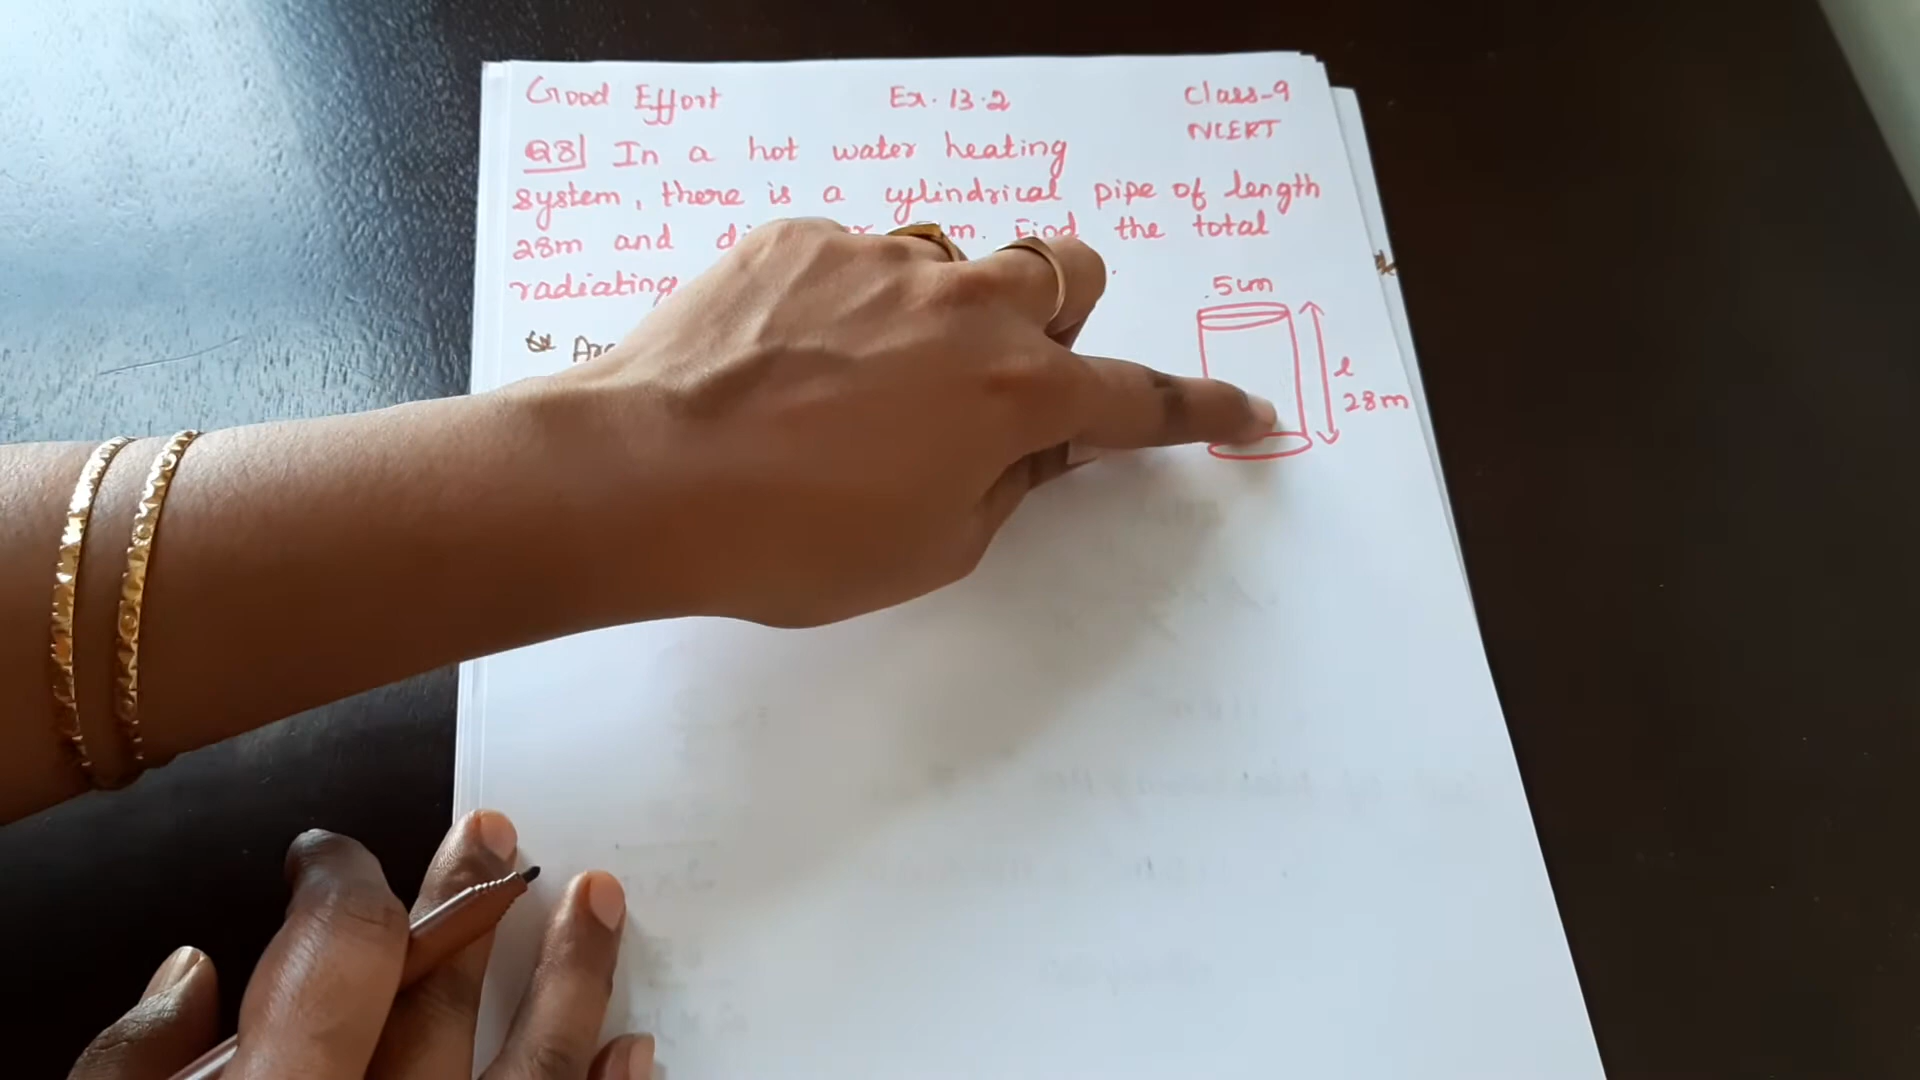 Good Effort Ex. 13.2 Class-9
NCERT
Q8| In a hot water heating
system, there is a cylindrical pipe of length
28m and m. Find the total
radiating
5cm
l
28m